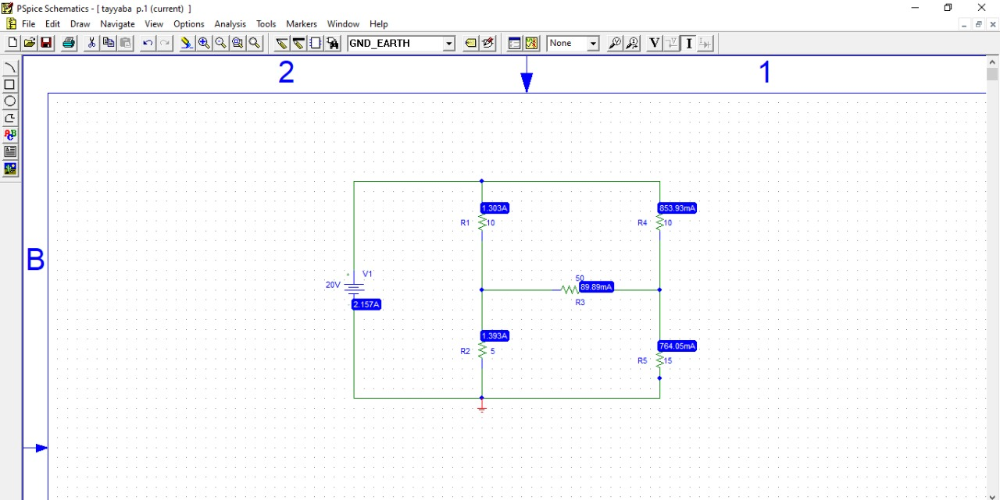 PSpice Schematics - [ tayyaba p.1 (current) ]
File Edit Draw Navigate View Options Analysis Tools Markers Window Help
GND_EARTH None V V I I
2 1
ABC
B
1.303A 853.93mA
R1 10 R4 10
V1
20V
50
89.89mA
R3
2.157A
1.393A
764.05mA
R2 5
R5 15